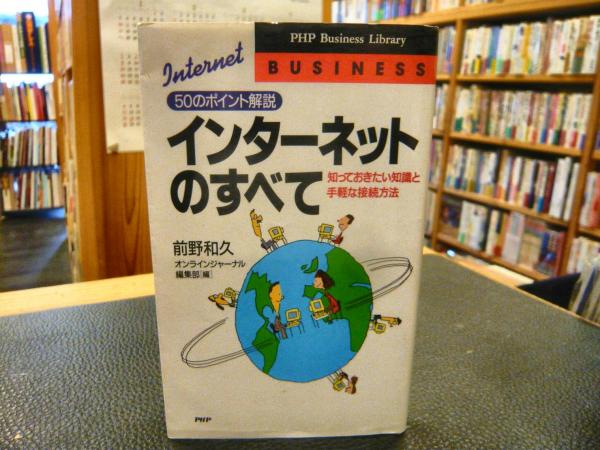 PHP Business Library
Internet
BUSINESS
50のポイント解説
インターネット
のすべて
知っておきたい知識と
手軽な接続方法
前野和久
オンラインジャーナル
編集部[編]
PHP